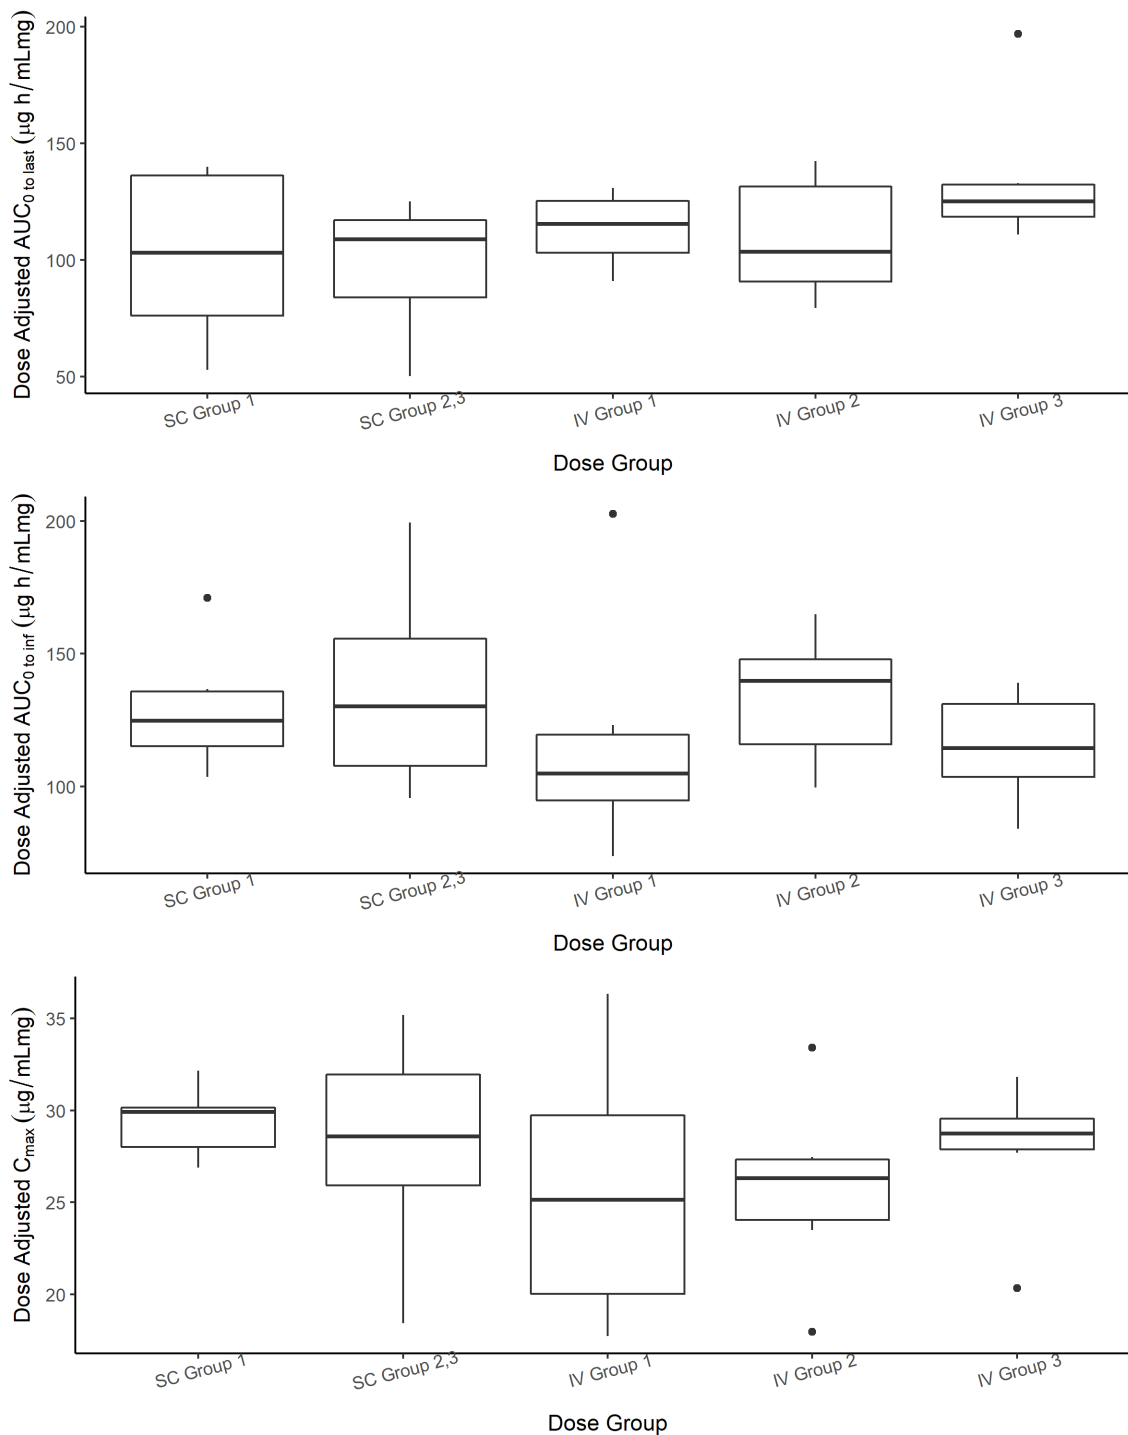 Dose Adjusted AUC0 to last (μg h/mLmg)
200
150
100
50
SC Group 1
SC Group 2,3
IV Group 1
IV Group 2
IV Group 3
Dose Group
Dose Adjusted AUC0 to inf (μg h/mLmg)
200
150
100
SC Group 1
SC Group 2,3
IV Group 1
IV Group 2
IV Group 3
Dose Group
Dose Adjusted Cmax (μg/mLmg)
35
30
25
20
SC Group 1
SC Group 2,3
IV Group 1
IV Group 2
IV Group 3
Dose Group